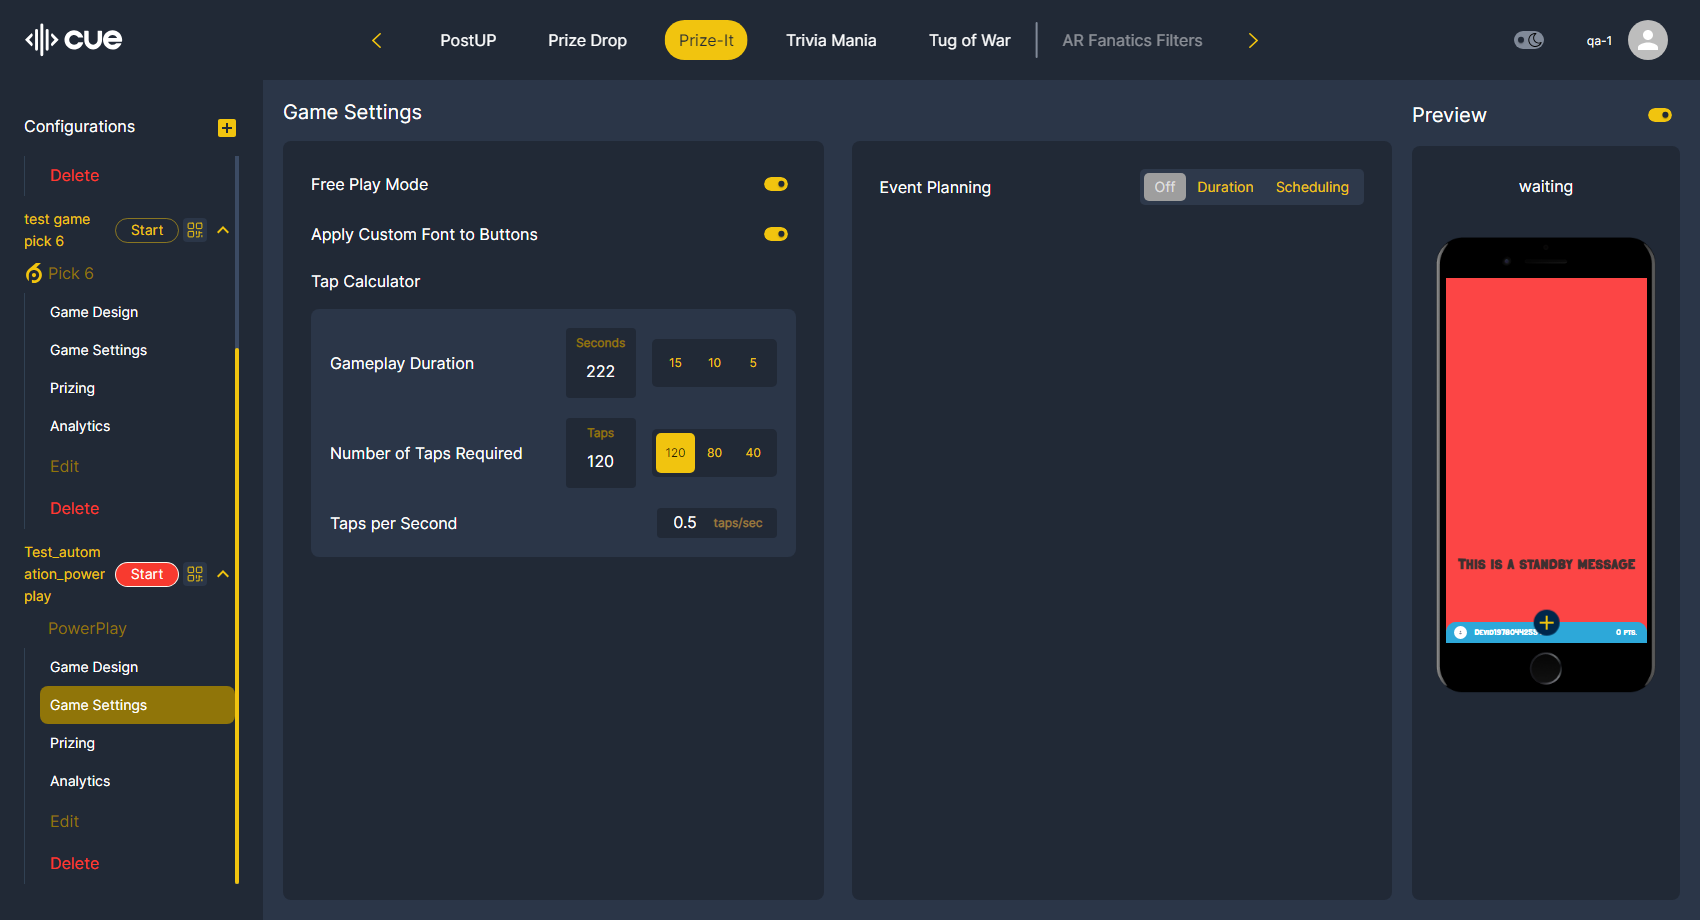 cue
PostUP
Prize Drop
Prize-It
Trivia Mania
Tug of War
AR Fanatics Filters
qa-1
Configurations
Delete
test game
pick 6
Start
Pick 6
Game Design
Game Settings
Prizing
Analytics
Edit
Delete
Test_autom
ation_power
play
Start
PowerPlay
Game Design
Game Settings
Prizing
Analytics
Edit
Delete
Game Settings
Free Play Mode
Apply Custom Font to Buttons
Tap Calculator
Gameplay Duration
Seconds
222
15 10 5
Number of Taps Required
Taps
120
120 80 40
Taps per Second
0.5 taps/sec
Event Planning
Off Duration Scheduling
Preview
waiting
This is a standby message
0 PTS.